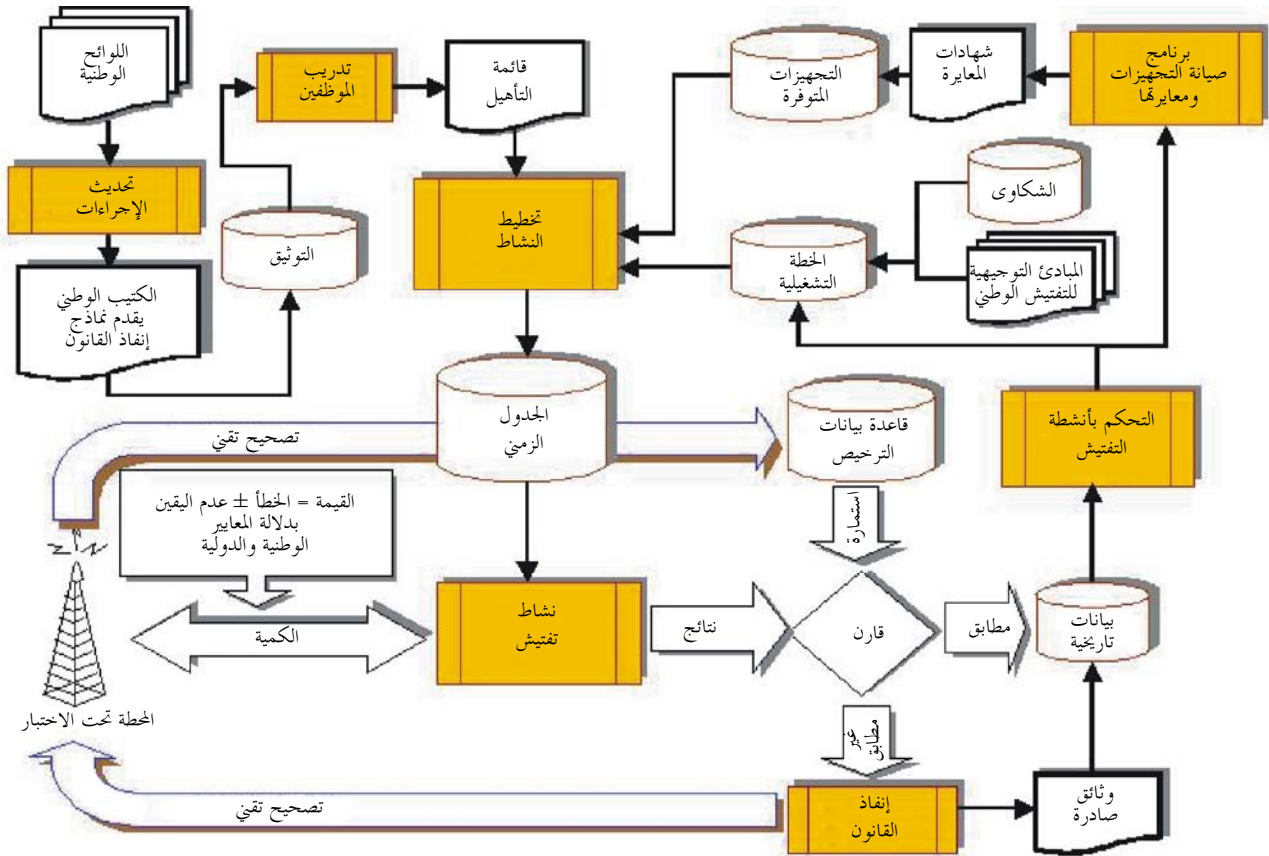 اللوائح
الوطنية
تحديث
الإجراءات
الكتيب الوطني
يقدم نماذج
إنفاذ القانون
التوثيق
تدريب
الموظفين
قائمة
التأهيل
تخطيط
النشاط
التجهيزات
المتوفرة
شهادات
المعايرة
برنامج
صيانة التجهيزات
ومعايرتها
الشكاوى
المبادئ التوجيهية
للتفتيش الوطني
الخطة
التشغيلية
التحكم بأنشطة
التفتيش
الجدول
الزمني
قاعدة بيانات
الترخيص
تصحيح تقني
القيمة = الخطأ ± عدم اليقين
بدلالة المعايير
الوطنية والدولية
استمارة
الكمية
نشاط
تفتيش
نتائج
قارن
مطابق
بيانات
تاريخية
المحطة تحت الاختبار
غير
مطابق
تصحيح تقني
إنفاذ
القانون
وثائق
صادرة